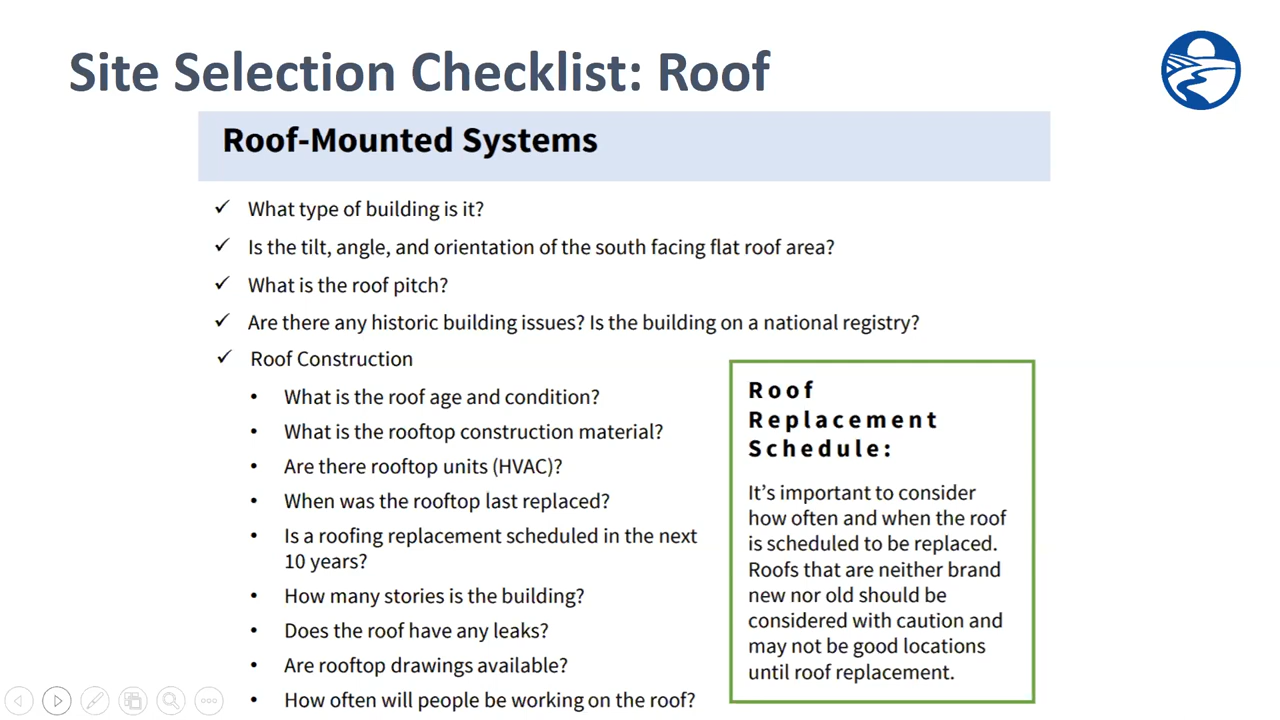 Site Selection Checklist: Roof
Roof-Mounted Systems
✓ What type of building is it?
✓ Is the tilt, angle, and orientation of the south facing flat roof area?
✓ What is the roof pitch?
✓ Are there any historic building issues? Is the building on a national registry?
✓ Roof Construction
• What is the roof age and condition?
• What is the rooftop construction material?
• Are there rooftop units (HVAC)?
• When was the rooftop last replaced?
• Is a roofing replacement scheduled in the next
10 years?
• How many stories is the building?
• Does the roof have any leaks?
• Are rooftop drawings available?
• How often will people be working on the roof?
Roof
Replacement
Schedule:
It’s important to consider
how often and when the roof
is scheduled to be replaced.
Roofs that are neither brand
new nor old should be
considered with caution and
may not be good locations
until roof replacement.